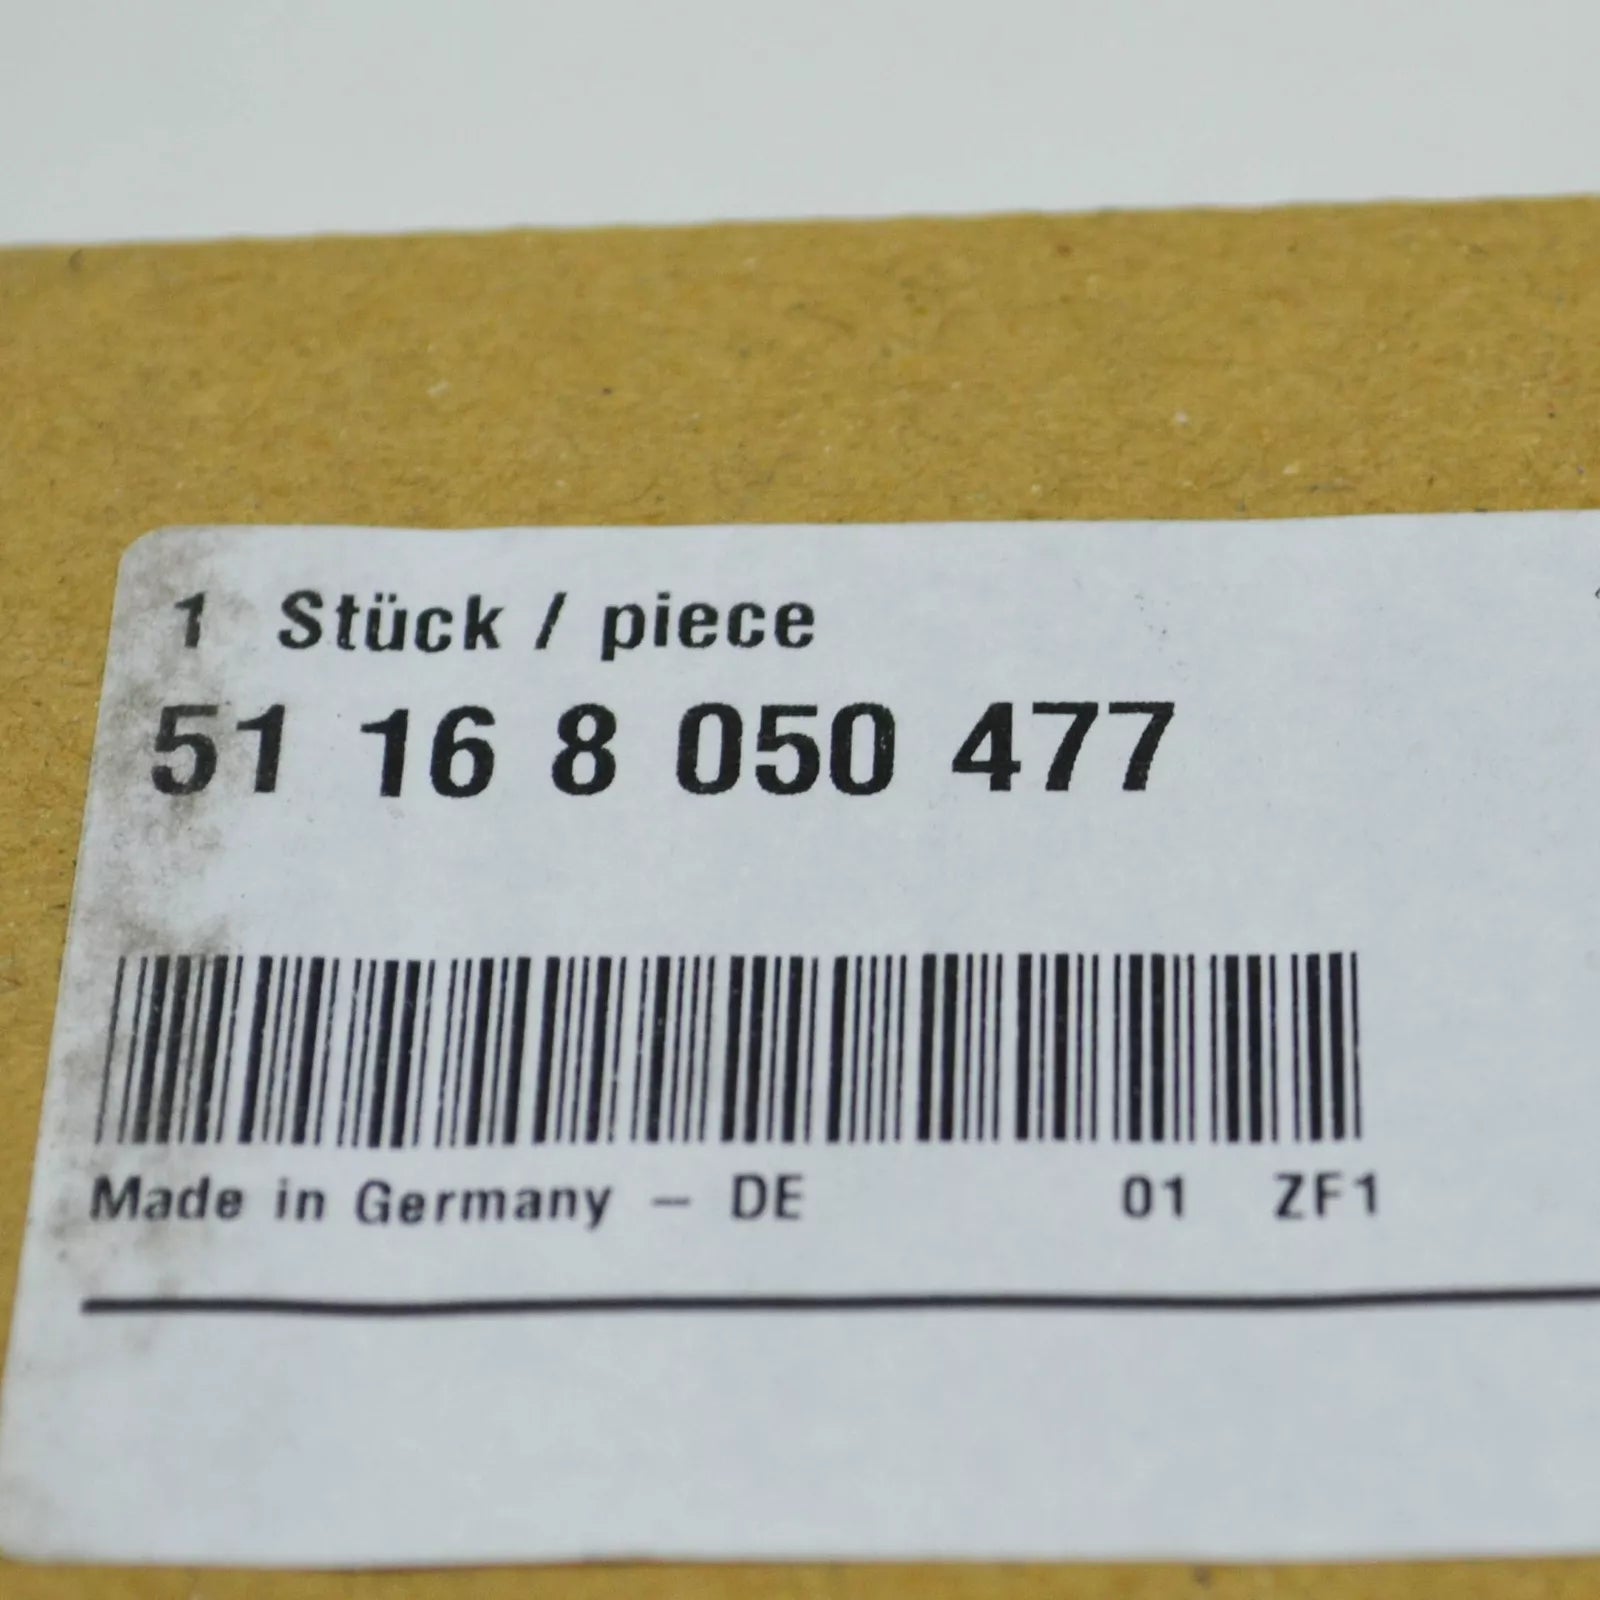 1 Stück / piece
51 16 8 050 477
Made in Germany – DE 01 ZF1